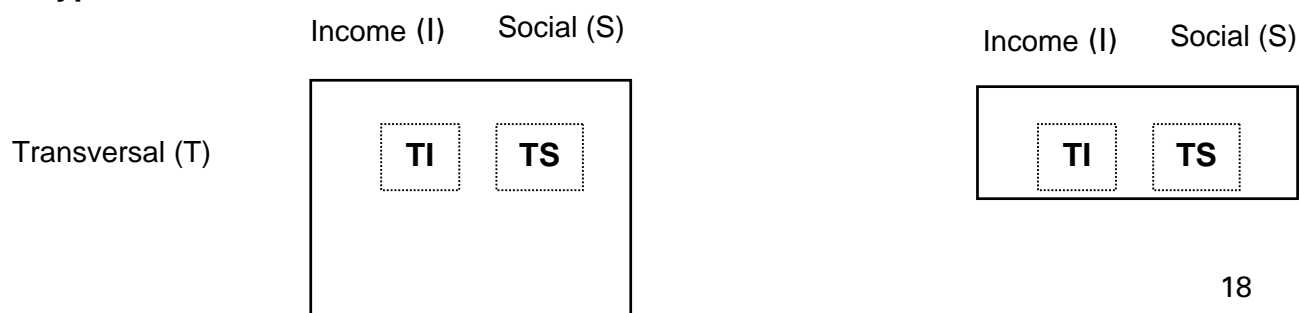 Income (I) Social (S)
Income (I) Social (S)
Transversal (T)
TI TS
TI TS
18